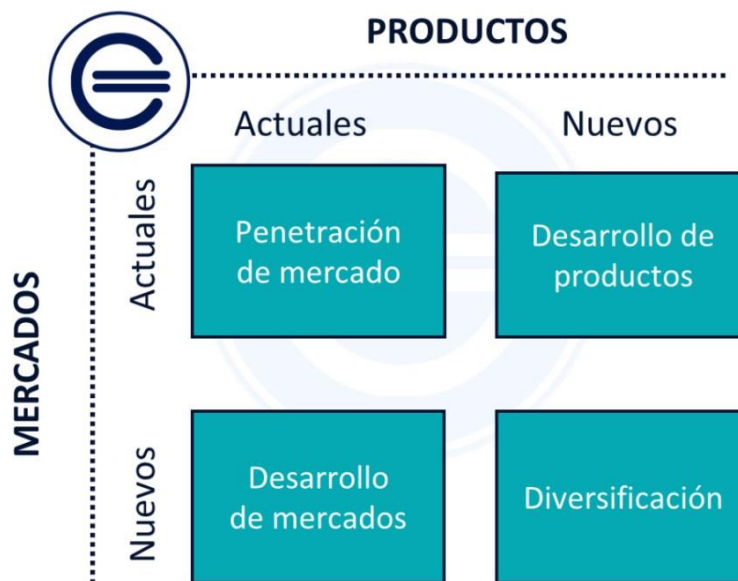 PRODUCTOS
Actuales
Nuevos
MERCADOS
Actuales
Penetración
de mercado
Desarrollo de
productos
Nuevos
Desarrollo
de mercados
Diversificación